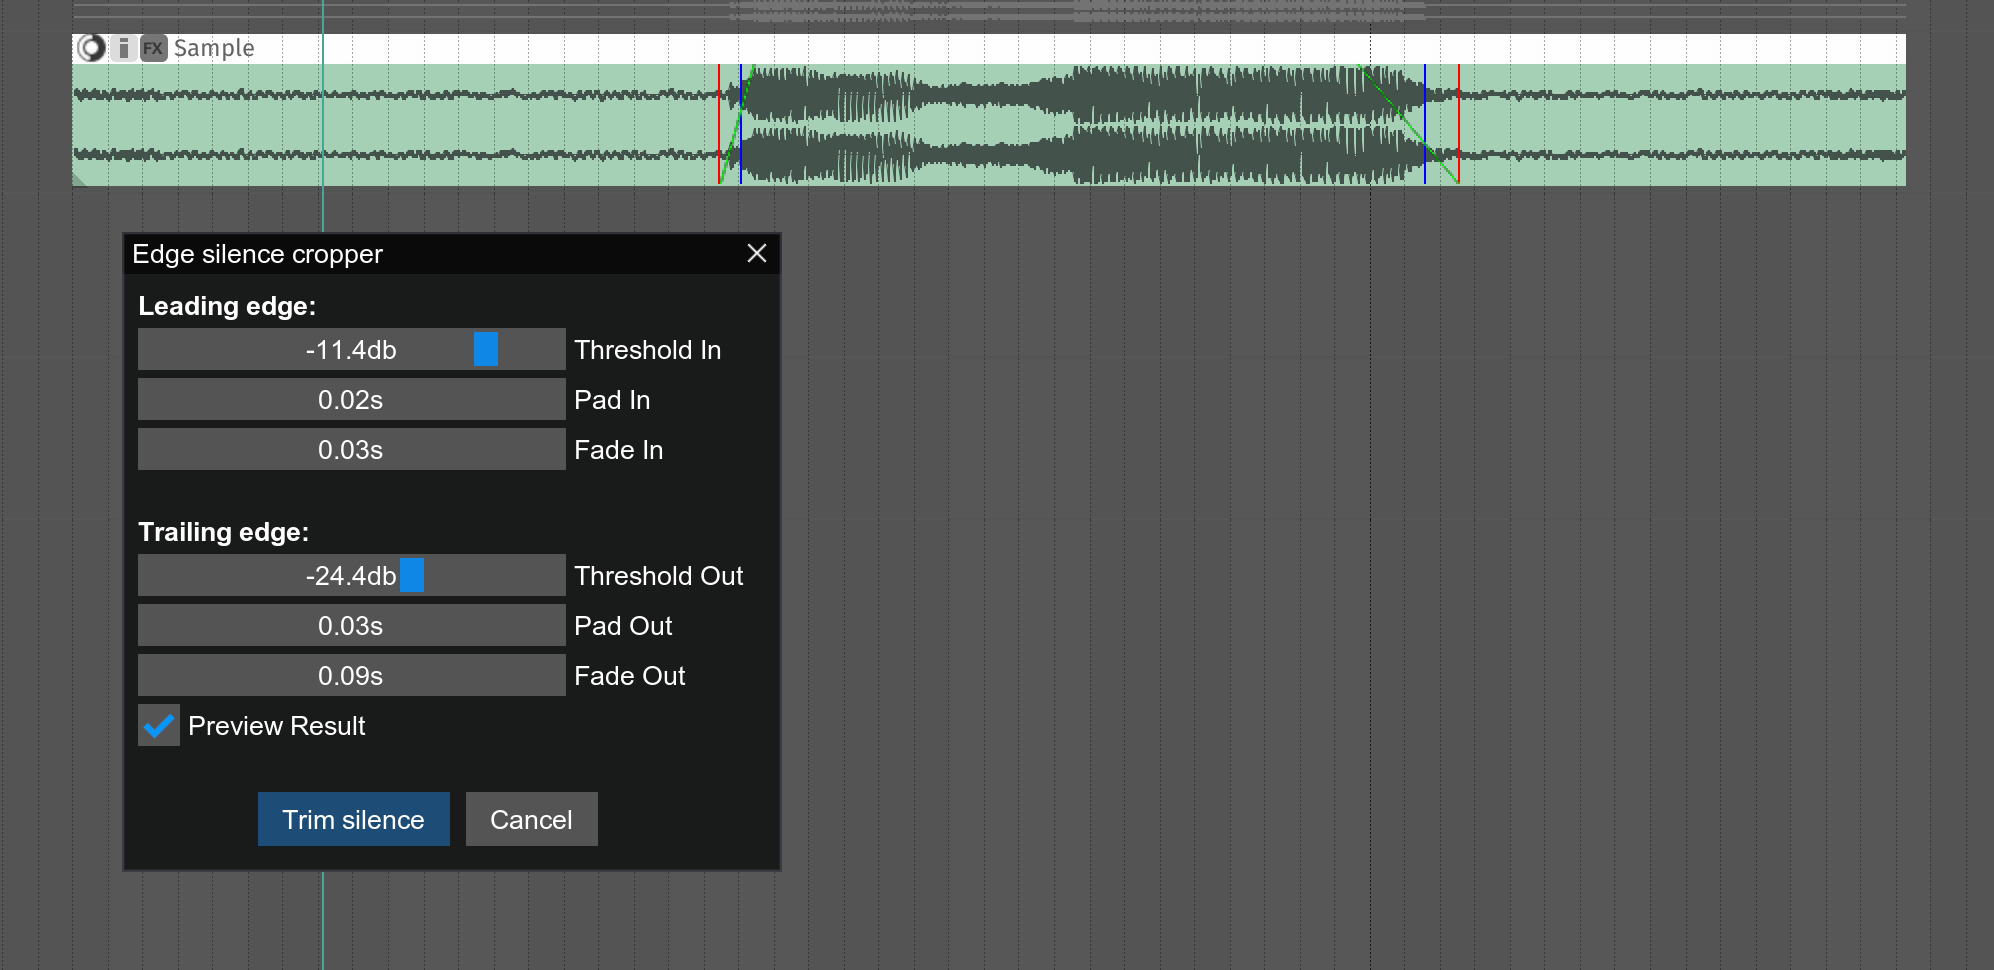 FX Sample
Edge silence cropper
Leading edge:
-11.4db Threshold In
0.02s Pad In
0.03s Fade In
Trailing edge:
-24.4db Threshold Out
0.03s Pad Out
0.09s Fade Out
Preview Result
Trim silence Cancel